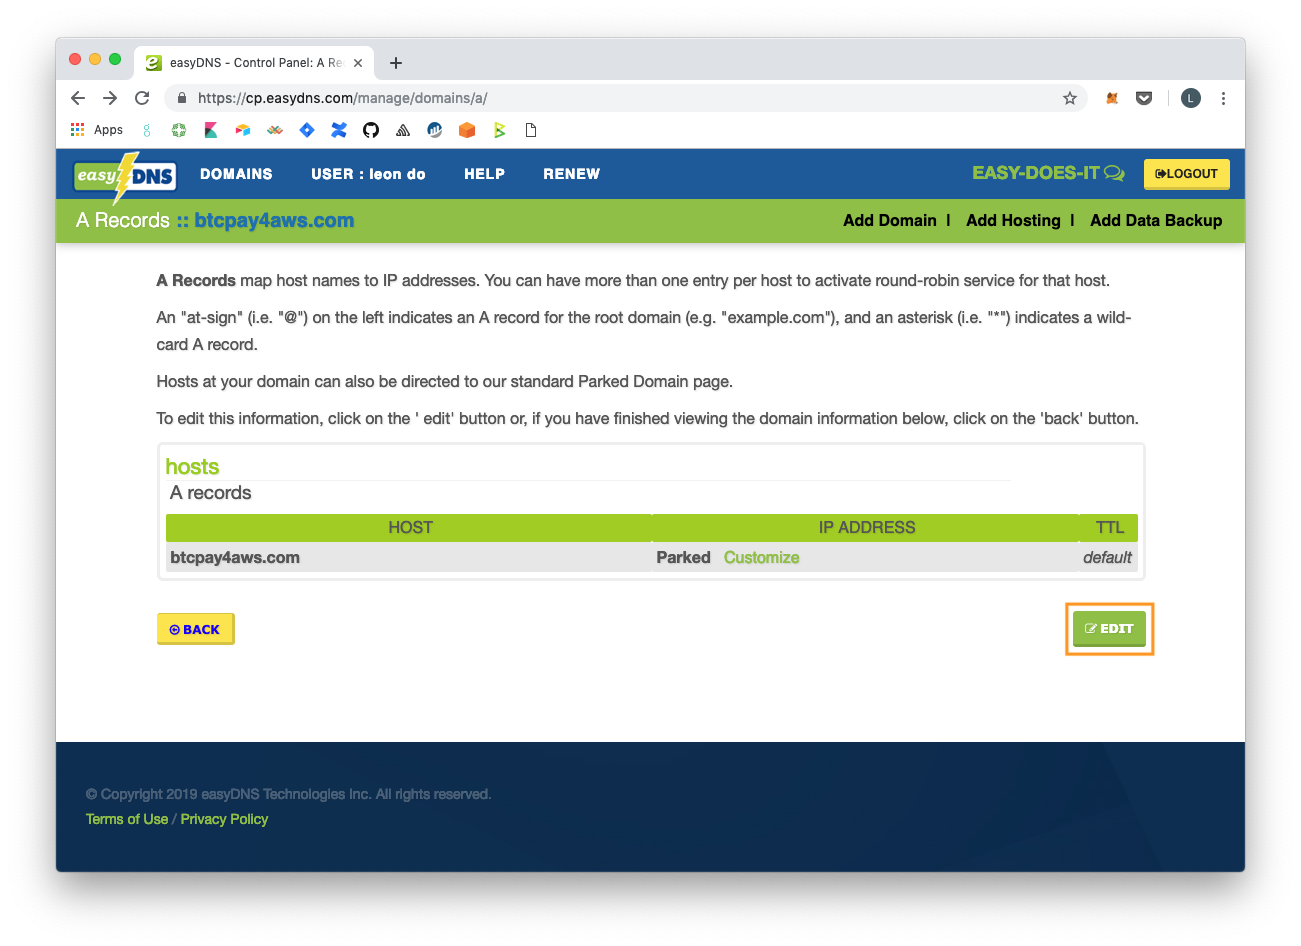 easyDNS - Control Panel: A Re
https://cp.easydns.com/manage/domains/a/
L
Apps
easyDNS
DOMAINS
USER : leon do
HELP
RENEW
EASY-DOES-IT
LOGOUT
A Records :: btcpay4aws.com
Add Domain | Add Hosting | Add Data Backup
A Records map host names to IP addresses. You can have more than one entry per host to activate round-robin service for that host.
An "at-sign" (i.e. "@") on the left indicates an A record for the root domain (e.g. "example.com"), and an asterisk (i.e. "*") indicates a wild-
card A record.
Hosts at your domain can also be directed to our standard Parked Domain page.
To edit this information, click on the ' edit' button or, if you have finished viewing the domain information below, click on the 'back' button.
hosts
A records
HOST IP ADDRESS TTL
btcpay4aws.com Parked Customize default
BACK
EDIT
© Copyright 2019 easyDNS Technologies Inc. All rights reserved.
Terms of Use / Privacy Policy